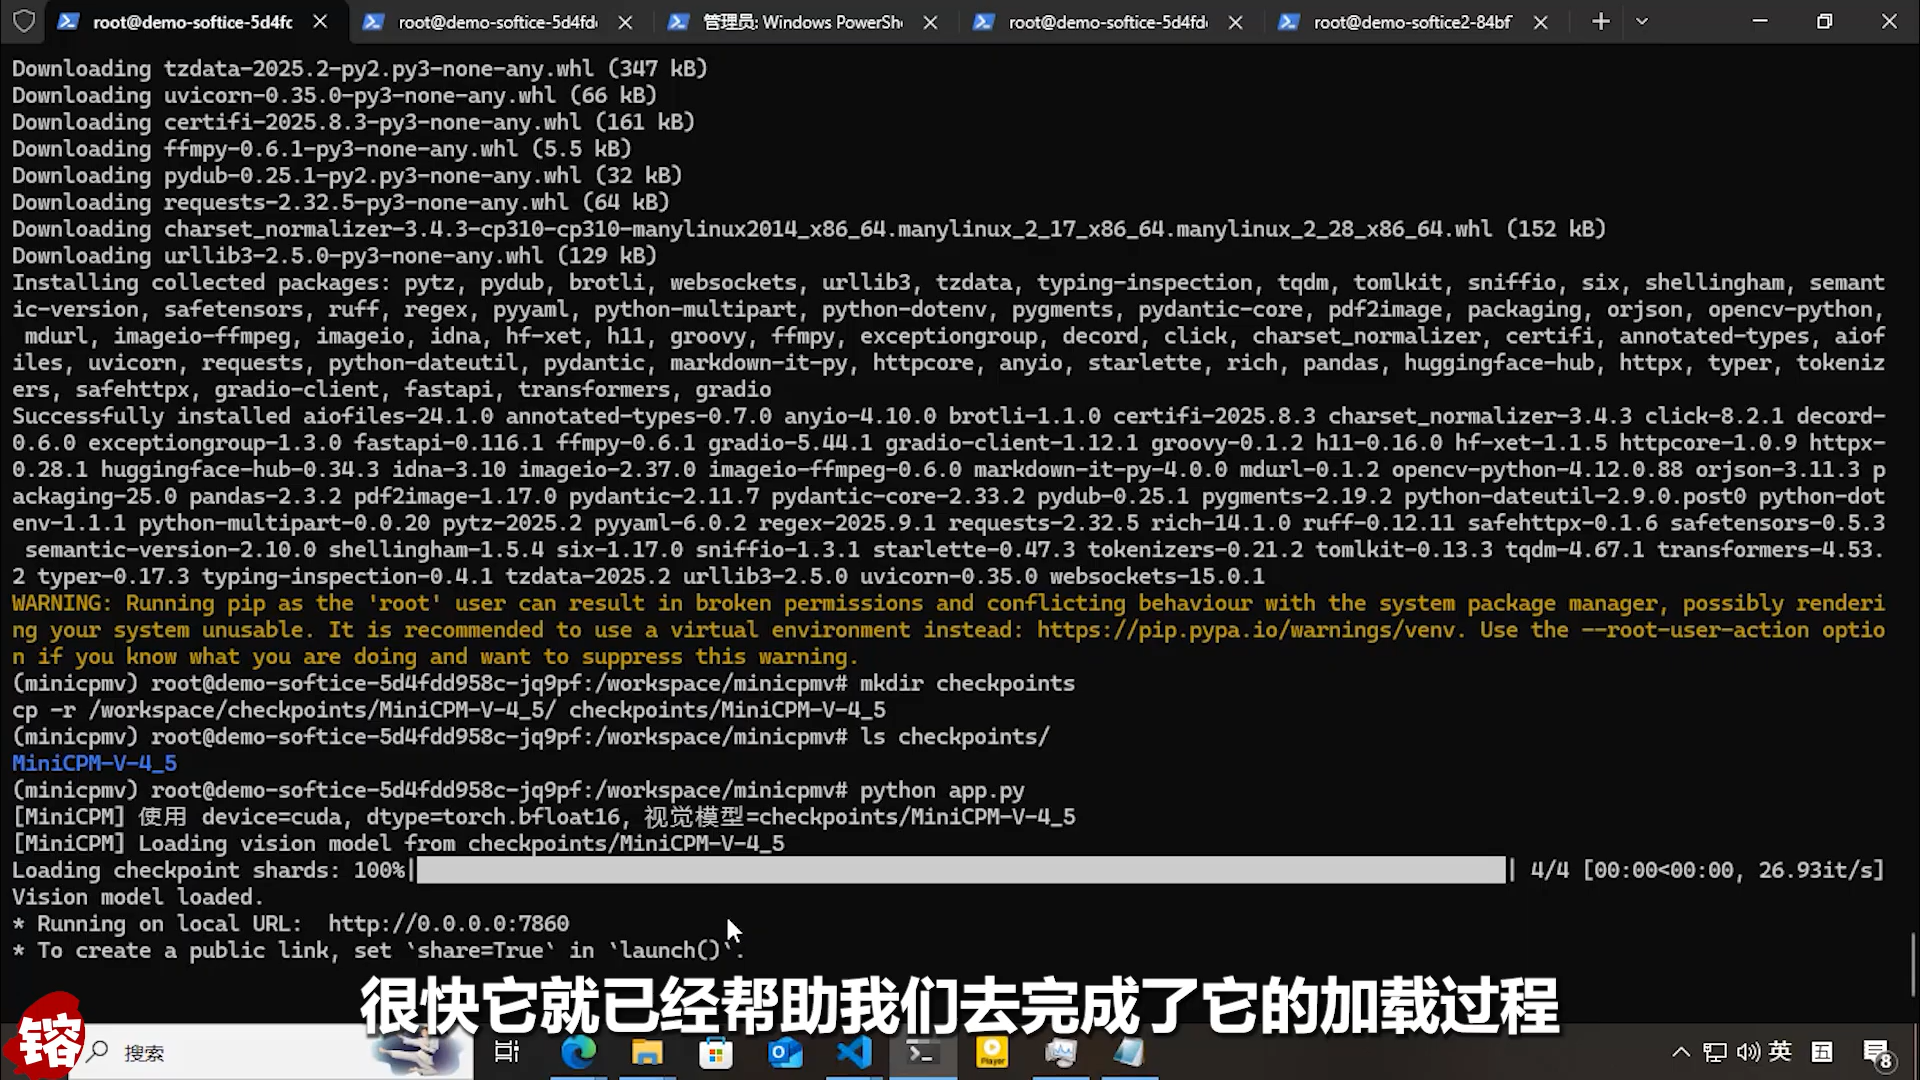 root@demo-softice-5d4fc
root@demo-softice-5d4fd
管理员: Windows PowerSh
root@demo-softice-5d4fd
root@demo-softice2-84bf
Downloading tzdata-2025.2-py2.py3-none-any.whl (347 kB)
Downloading uvicorn-0.35.0-py3-none-any.whl (66 kB)
Downloading certifi-2025.8.3-py3-none-any.whl (161 kB)
Downloading ffmpy-0.6.1-py3-none-any.whl (5.5 kB)
Downloading pydub-0.25.1-py2.py3-none-any.whl (32 kB)
Downloading requests-2.32.5-py3-none-any.whl (64 kB)
Downloading charset_normalizer-3.4.3-cp310-cp310-manylinux2014_x86_64.manylinux_2_17_x86_64.manylinux_2_28_x86_64.whl (152 kB)
Downloading urllib3-2.5.0-py3-none-any.whl (129 kB)
Installing collected packages: pytz, pydub, brotli, websockets, urllib3, tzdata, typing-inspection, tqdm, tomlkit, sniffio, six, shellingham, semant
ic-version, safetensors, ruff, regex, pyyaml, python-multipart, python-dotenv, pygments, pydantic-core, pdf2image, packaging, orjson, opencv-python,
mdurl, imageio-ffmpeg, imageio, idna, hf-xet, h11, groovy, ffmpy, exceptiongroup, decord, click, charset_normalizer, certifi, annotated-types, aiof
iles, uvicorn, requests, python-dateutil, pydantic, markdown-it-py, httpcore, anyio, starlette, rich, pandas, huggingface-hub, httpx, typer, tokeniz
ers, safehttpx, gradio-client, fastapi, transformers, gradio
Successfully installed aiofiles-24.1.0 annotated-types-0.7.0 anyio-4.10.0 brotli-1.1.0 certifi-2025.8.3 charset_normalizer-3.4.3 click-8.2.1 decord-
0.6.0 exceptiongroup-1.3.0 fastapi-0.116.1 ffmpy-0.6.1 gradio-5.44.1 gradio-client-1.12.1 groovy-0.1.2 h11-0.16.0 hf-xet-1.1.5 httpcore-1.0.9 httpx-
0.28.1 huggingface-hub-0.34.3 idna-3.10 imageio-2.37.0 imageio-ffmpeg-0.6.0 markdown-it-py-4.0.0 mdurl-0.1.2 opencv-python-4.12.0.88 orjson-3.11.3 p
ackaging-25.0 pandas-2.3.2 pdf2image-1.17.0 pydantic-2.11.7 pydantic-core-2.33.2 pydub-0.25.1 pygments-2.19.2 python-dateutil-2.9.0.post0 python-dot
env-1.1.1 python-multipart-0.0.20 pytz-2025.2 pyyaml-6.0.2 regex-2025.9.1 requests-2.32.5 rich-14.1.0 ruff-0.12.11 safehttpx-0.1.6 safetensors-0.5.3
semantic-version-2.10.0 shellingham-1.5.4 six-1.17.0 sniffio-1.3.1 starlette-0.47.3 tokenizers-0.21.2 tomlkit-0.13.3 tqdm-4.67.1 transformers-4.53.
2 typer-0.17.3 typing-inspection-0.4.1 tzdata-2025.2 urllib3-2.5.0 uvicorn-0.35.0 websockets-15.0.1
WARNING: Running pip as the 'root' user can result in broken permissions and conflicting behaviour with the system package manager, possibly renderi
ng your system unusable. It is recommended to use a virtual environment instead: https://pip.pypa.io/warnings/venv. Use the --root-user-action optio
n if you know what you are doing and want to suppress this warning.
(minicpmv) root@demo-softice-5d4fdd958c-jq9pf:/workspace/minicpmv# mkdir checkpoints
cp -r /workspace/checkpoints/MiniCPM-V-4_5/ checkpoints/MiniCPM-V-4_5
(minicpmv) root@demo-softice-5d4fdd958c-jq9pf:/workspace/minicpmv# ls checkpoints/
MiniCPM-V-4_5
(minicpmv) root@demo-softice-5d4fdd958c-jq9pf:/workspace/minicpmv# python app.py
[MiniCPM] 使用 device=cuda, dtype=torch.bfloat16, 视觉模型=checkpoints/MiniCPM-V-4_5
[MiniCPM] Loading vision model from checkpoints/MiniCPM-V-4_5
Loading checkpoint shards: 100%| | 4/4 [00:00<00:00, 26.93it/s]
Vision model loaded.
* Running on local URL:  http://0.0.0.0:7860
* To create a public link, set `share=True` in `launch()`.
很快它就已经帮助我们去完成了它的加载过程
镕
搜索
Player
英
五
8